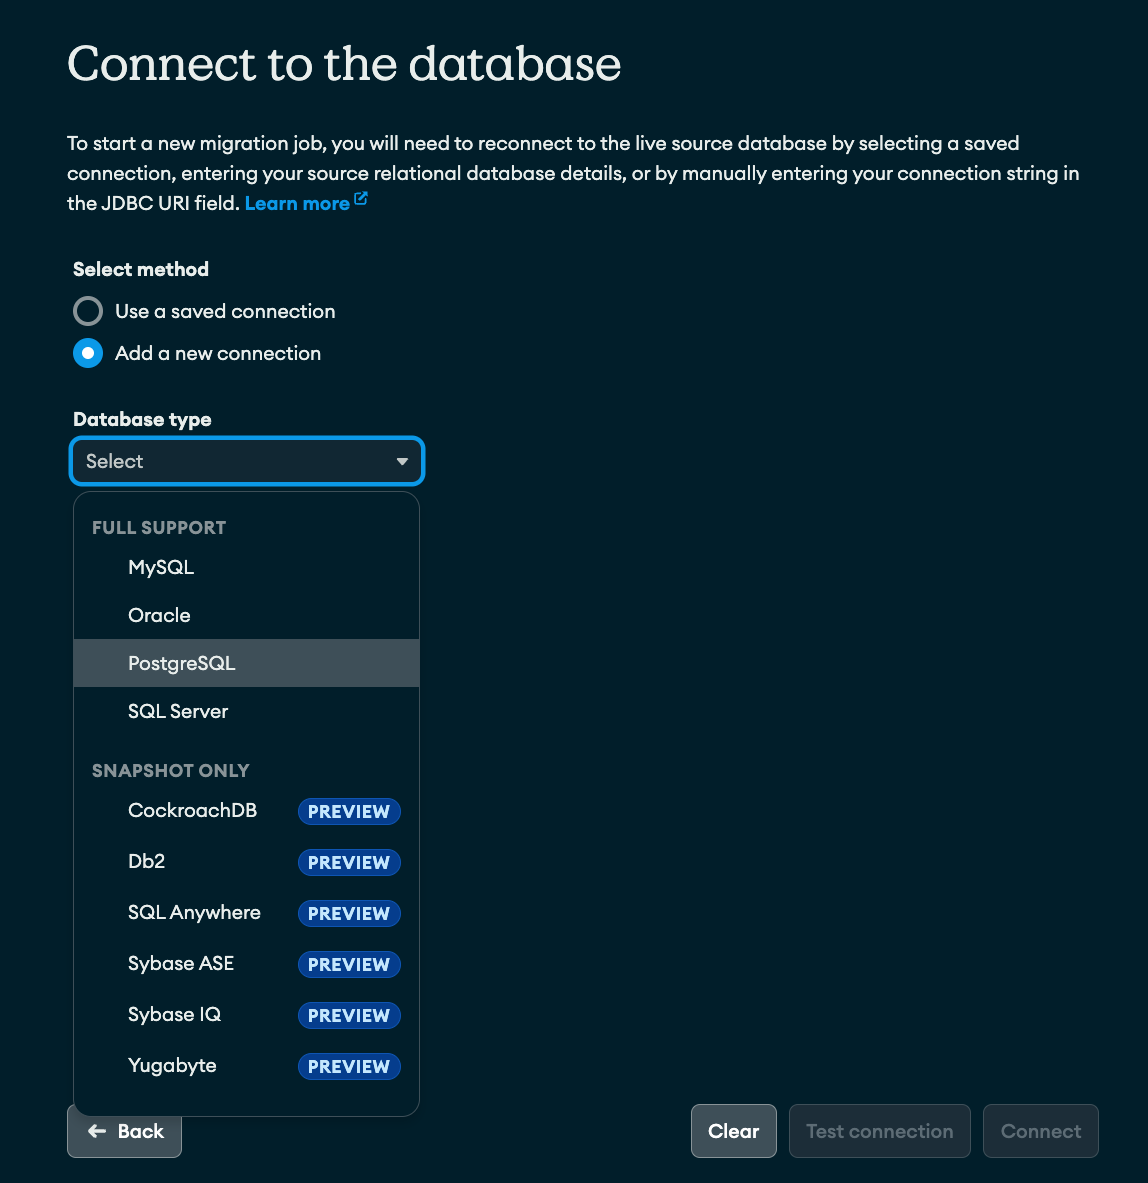 Connect to the database
To start a new migration job, you will need to reconnect to the live source database by selecting a saved
connection, entering your source relational database details, or by manually entering your connection string in
the JDBC URI field. Learn more
Select method
Use a saved connection
Add a new connection
Database type
Select
FULL SUPPORT
MySQL
Oracle
PostgreSQL
SQL Server
SNAPSHOT ONLY
CockroachDB PREVIEW
Db2 PREVIEW
SQL Anywhere PREVIEW
Sybase ASE PREVIEW
Sybase IQ PREVIEW
Yugabyte PREVIEW
Back Clear Test connection Connect